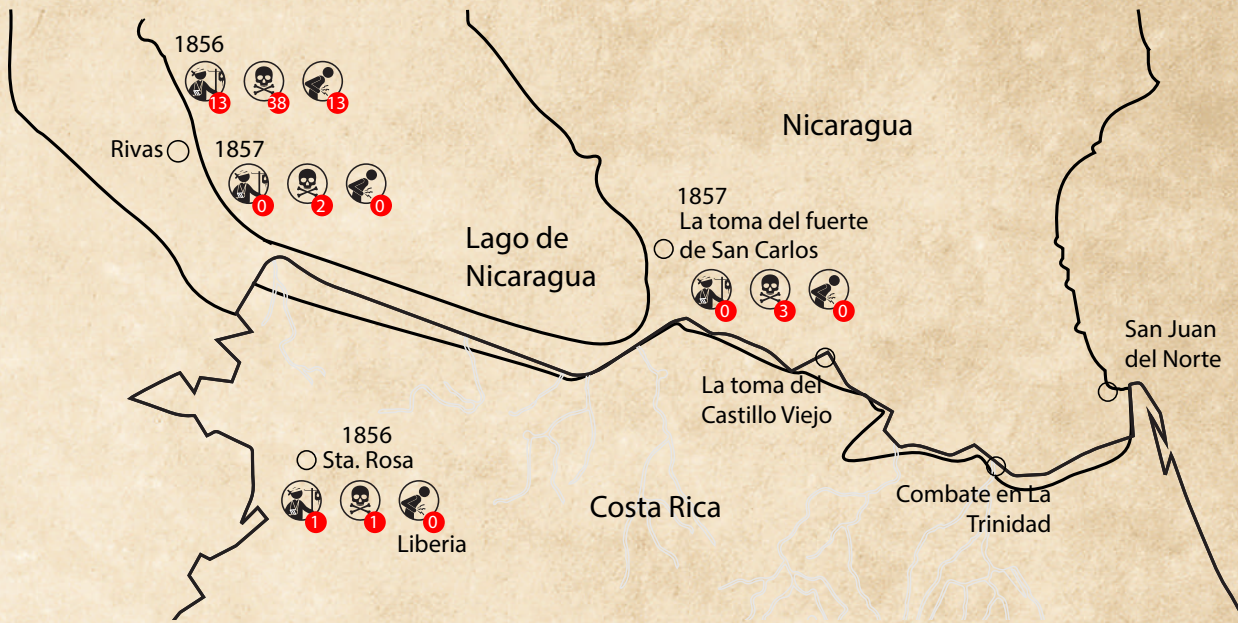 1856
13
38
13
Rivas
1857
0
2
0
Nicaragua
Lago de
Nicaragua
1857
La toma del fuerte
de San Carlos
0
3
0
San Juan
del Norte
La toma del
Castillo Viejo
1856
Sta. Rosa
1
1
0
Liberia
Costa Rica
Combate en La
Trinidad